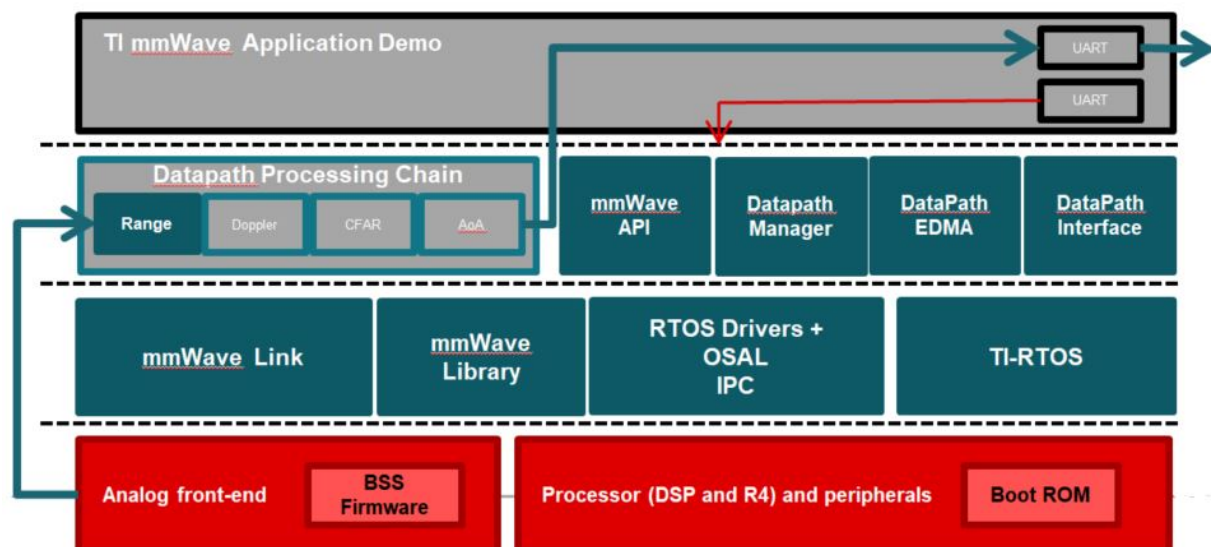 TI mmWave Application Demo
UART
UART
Datapath Processing Chain
Range
Doppler
CFAR
AoA
mmWave
API
Datapath
Manager
DataPath
EDMA
DataPath
Interface
mmWave Link
mmWave
Library
RTOS Drivers +
OSAL
IPC
TI-RTOS
Analog front-end
BSS
Firmware
Processor (DSP and R4) and peripherals
Boot ROM